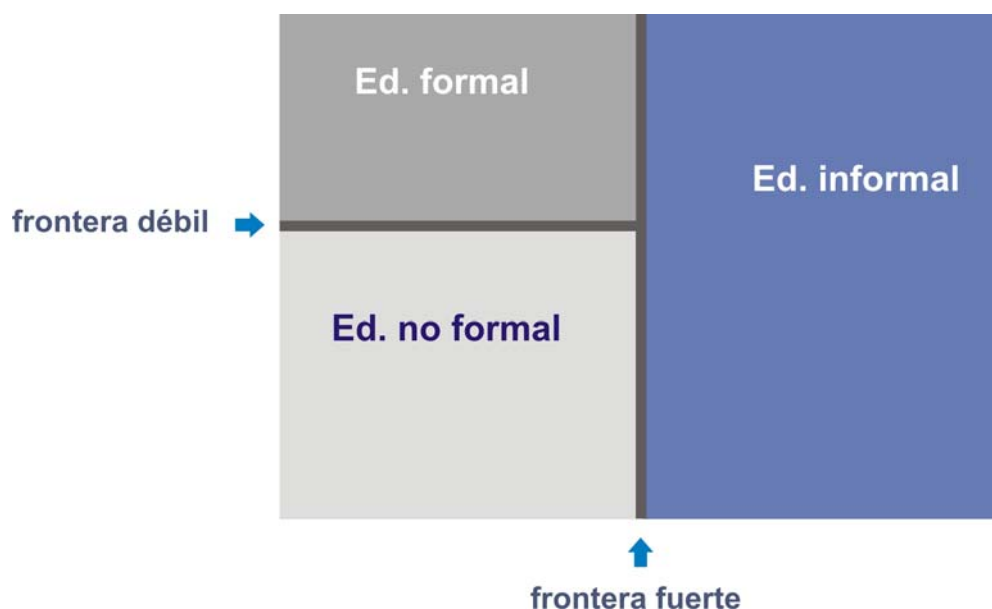 Ed. formal
Ed. informal
frontera débil
Ed. no formal
frontera fuerte